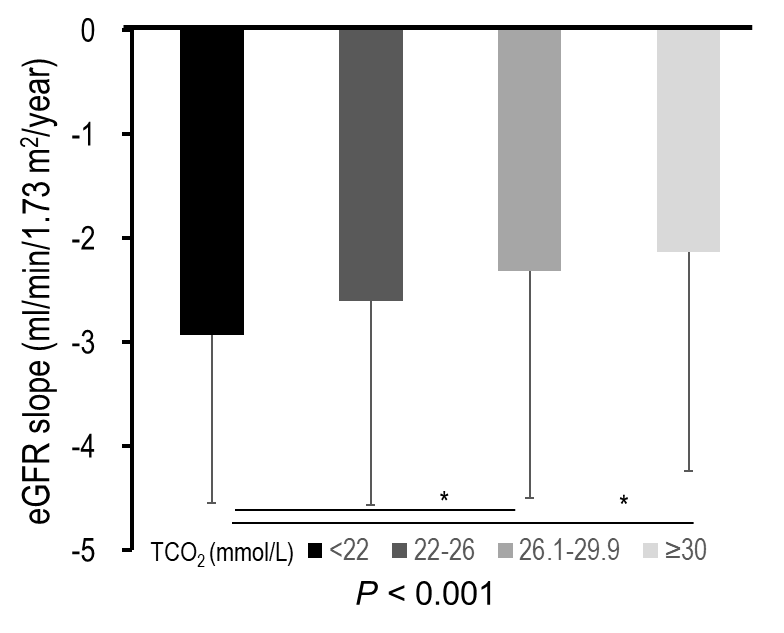 eGFR slope (ml/min/1.73 m²/year)
0
-1
-2
-3
-4
-5
*
*
TCO₂ (mmol/L) <22 22-26 26.1-29.9 ≥30
P < 0.001